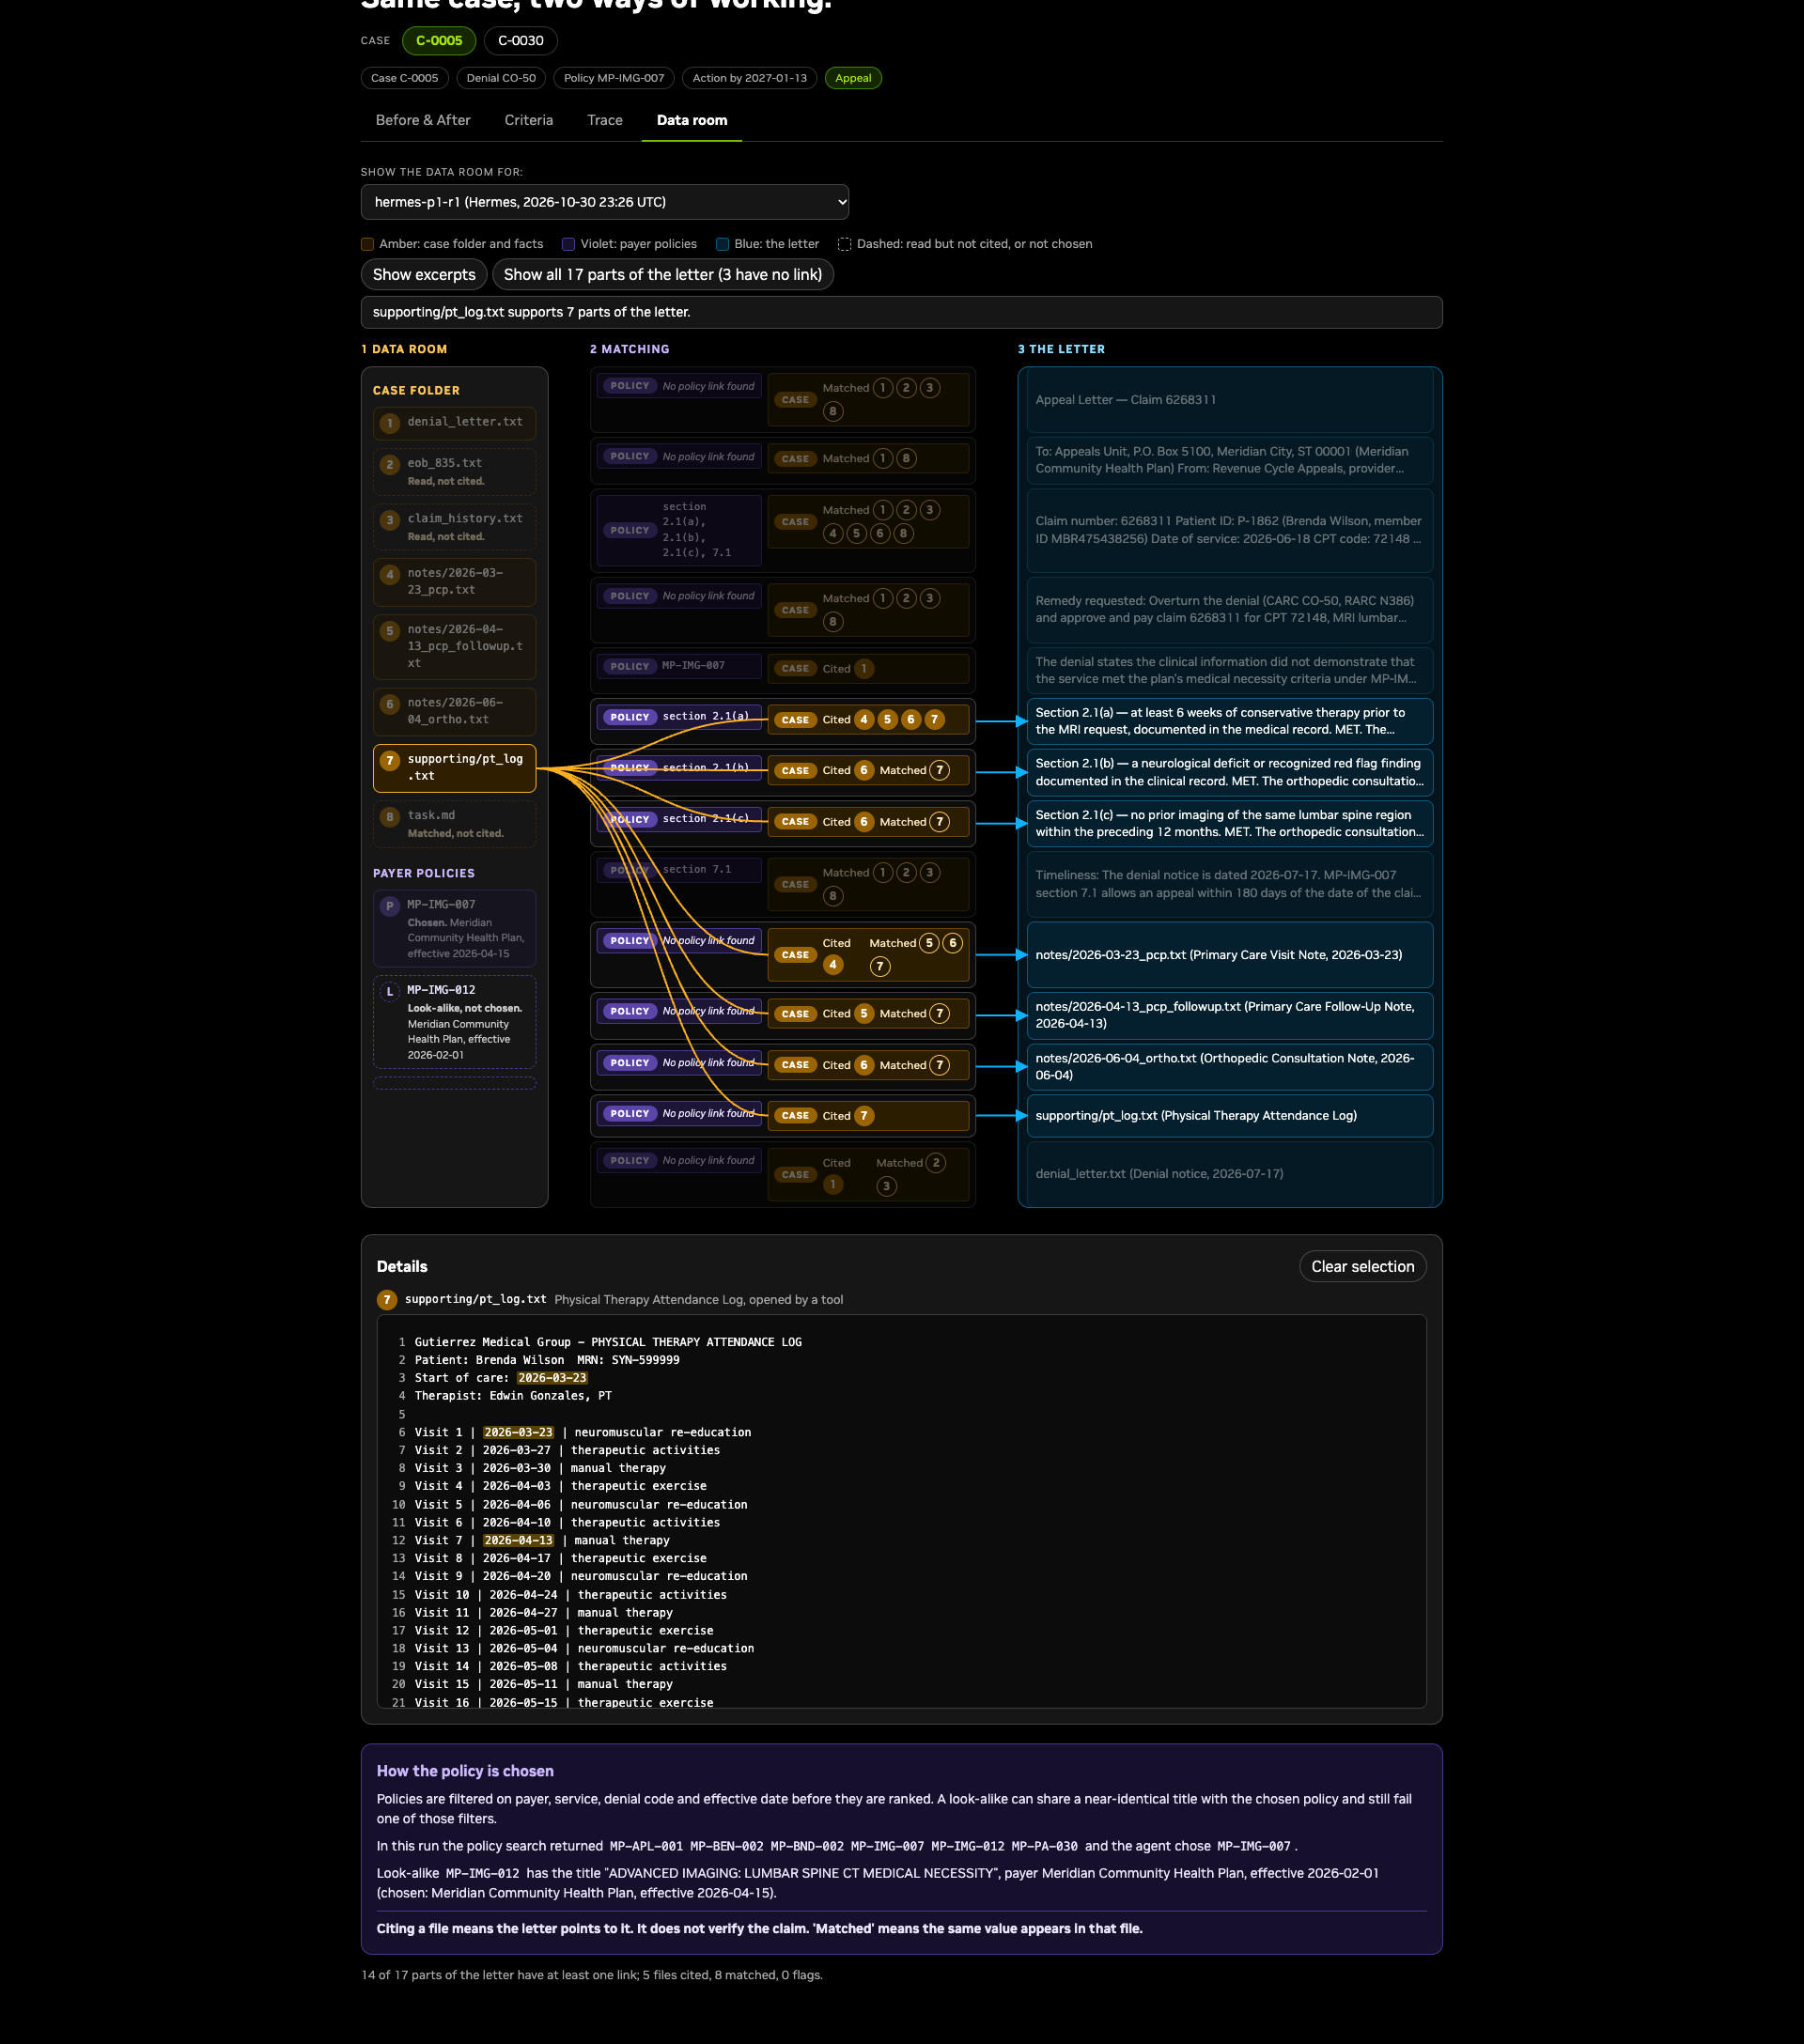 Same case, two ways of working.
CASE C-0005 C-0030
Case C-0005 Denial CO-50 Policy MP-IMG-007 Action by 2027-01-13 Appeal
Before & After Criteria Trace Data room
SHOW THE DATA ROOM FOR:
hermes-p1-r1 (Hermes, 2026-10-30 23:26 UTC)
Amber: case folder and facts Violet: payer policies Blue: the letter Dashed: read but not cited, or not chosen
Show excerpts Show all 17 parts of the letter (3 have no link)
supporting/pt_log.txt supports 7 parts of the letter.
1 DATA ROOM
CASE FOLDER
1 denial_letter.txt
2 eob_835.txt
Read, not cited.
3 claim_history.txt
Read, not cited.
4 notes/2026-03-
23_pcp.txt
5 notes/2026-04-
13_pcp_followup.t
xt
6 notes/2026-06-
04_ortho.txt
7 supporting/pt_log
.txt
8 task.md
Matched, not cited.
PAYER POLICIES
P MP-IMG-007
Chosen. Meridian
Community Health Plan,
effective 2026-04-15
L MP-IMG-012
Look-alike, not chosen.
Meridian Community
Health Plan, effective
2026-02-01
2 MATCHING
POLICY No policy link found CASE Matched 1 2 3
8
POLICY No policy link found CASE Matched 1 8
POLICY section
2.1(a),
2.1(b),
2.1(c), 7.1
CASE Matched 1 2 3
4 5 6 8
POLICY No policy link found CASE Matched 1 2 3
8
POLICY MP-IMG-007 CASE Cited 1
POLICY section 2.1(a) CASE Cited 4 5 6 7
POLICY section 2.1(b) CASE Cited 6 Matched 7
POLICY section 2.1(c) CASE Cited 6 Matched 7
POLICY section 7.1 CASE Matched 1 2 3
8
POLICY No policy link found CASE Cited 4 Matched 5 6
7
POLICY No policy link found CASE Cited 5 Matched 7
POLICY No policy link found CASE Cited 6 Matched 7
POLICY No policy link found CASE Cited 7
POLICY No policy link found CASE Cited 1 Matched 2
3
3 THE LETTER
Appeal Letter — Claim 6268311
To: Appeals Unit, P.O. Box 5100, Meridian City, ST 00001 (Meridian
Community Health Plan) From: Revenue Cycle Appeals, provider...
Claim number: 6268311 Patient ID: P-1862 (Brenda Wilson, member
ID MBR475438256) Date of service: 2026-06-18 CPT code: 72148 ...
Remedy requested: Overturn the denial (CARC CO-50, RARC N386)
and approve and pay claim 6268311 for CPT 72148, MRI lumbar...
The denial states the clinical information did not demonstrate that
the service met the plan's medical necessity criteria under MP-IM...
Section 2.1(a) — at least 6 weeks of conservative therapy prior to
the MRI request, documented in the medical record. MET. The...
Section 2.1(b) — a neurological deficit or recognized red flag finding
documented in the clinical record. MET. The orthopedic consultatio...
Section 2.1(c) — no prior imaging of the same lumbar spine region
within the preceding 12 months. MET. The orthopedic consultation...
Timeliness: The denial notice is dated 2026-07-17. MP-IMG-007
section 7.1 allows an appeal within 180 days of the date of the clai...
notes/2026-03-23_pcp.txt (Primary Care Visit Note, 2026-03-23)
notes/2026-04-13_pcp_followup.txt (Primary Care Follow-Up Note,
2026-04-13)
notes/2026-06-04_ortho.txt (Orthopedic Consultation Note, 2026-
06-04)
supporting/pt_log.txt (Physical Therapy Attendance Log)
denial_letter.txt (Denial notice, 2026-07-17)
Details Clear selection
7 supporting/pt_log.txt Physical Therapy Attendance Log, opened by a tool
1 Gutierrez Medical Group - PHYSICAL THERAPY ATTENDANCE LOG
2 Patient: Brenda Wilson MRN: SYN-599999
3 Start of care: 2026-03-23
4 Therapist: Edwin Gonzales, PT
5
6 Visit 1 | 2026-03-23 | neuromuscular re-education
7 Visit 2 | 2026-03-27 | therapeutic activities
8 Visit 3 | 2026-03-30 | manual therapy
9 Visit 4 | 2026-04-03 | therapeutic exercise
10 Visit 5 | 2026-04-06 | neuromuscular re-education
11 Visit 6 | 2026-04-10 | therapeutic activities
12 Visit 7 | 2026-04-13 | manual therapy
13 Visit 8 | 2026-04-17 | therapeutic exercise
14 Visit 9 | 2026-04-20 | neuromuscular re-education
15 Visit 10 | 2026-04-24 | therapeutic activities
16 Visit 11 | 2026-04-27 | manual therapy
17 Visit 12 | 2026-05-01 | therapeutic exercise
18 Visit 13 | 2026-05-04 | neuromuscular re-education
19 Visit 14 | 2026-05-08 | therapeutic activities
20 Visit 15 | 2026-05-11 | manual therapy
21 Visit 16 | 2026-05-15 | therapeutic exercise
How the policy is chosen
Policies are filtered on payer, service, denial code and effective date before they are ranked. A look-alike can share a near-identical title with the chosen policy and still fail
one of those filters.
In this run the policy search returned MP-APL-001 MP-BEN-002 MP-BND-002 MP-IMG-007 MP-IMG-012 MP-PA-030 and the agent chose MP-IMG-007.
Look-alike MP-IMG-012 has the title "ADVANCED IMAGING: LUMBAR SPINE CT MEDICAL NECESSITY", payer Meridian Community Health Plan, effective 2026-02-01
(chosen: Meridian Community Health Plan, effective 2026-04-15).
Citing a file means the letter points to it. It does not verify the claim. 'Matched' means the same value appears in that file.
14 of 17 parts of the letter have at least one link; 5 files cited, 8 matched, 0 flags.